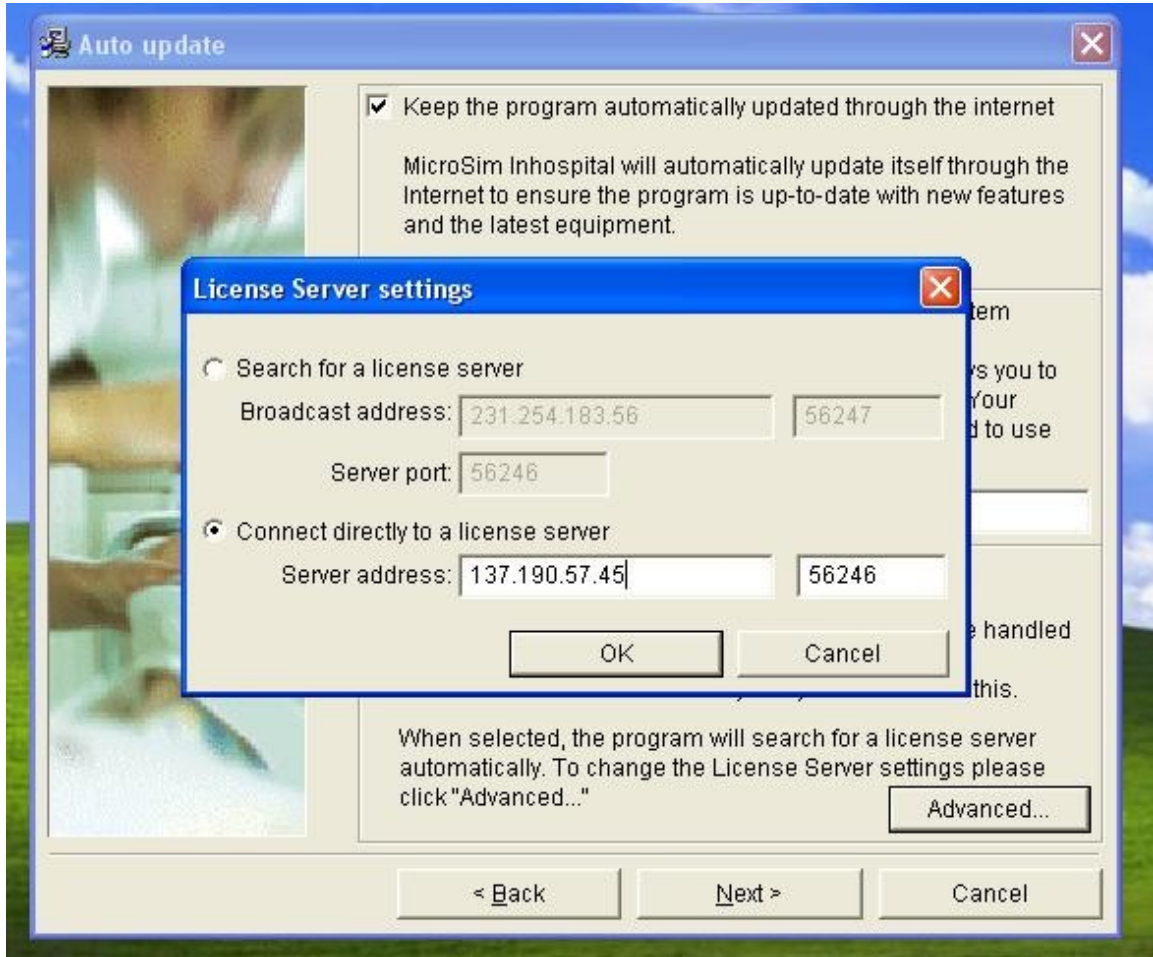 Auto update
Keep the program automatically updated through the internet
MicroSim Inhospital will automatically update itself through the
Internet to ensure the program is up-to-date with new features
and the latest equipment.
License Server settings
Search for a license server
Broadcast address: 231.254.183.56 56247
Server port: 56246
Connect directly to a license server
Server address: 137.190.57.45 56246
OK Cancel
you to
Your
to use
handled
this.
When selected, the program will search for a license server
automatically. To change the License Server settings please
click "Advanced..."
Advanced...
< Back Next > Cancel